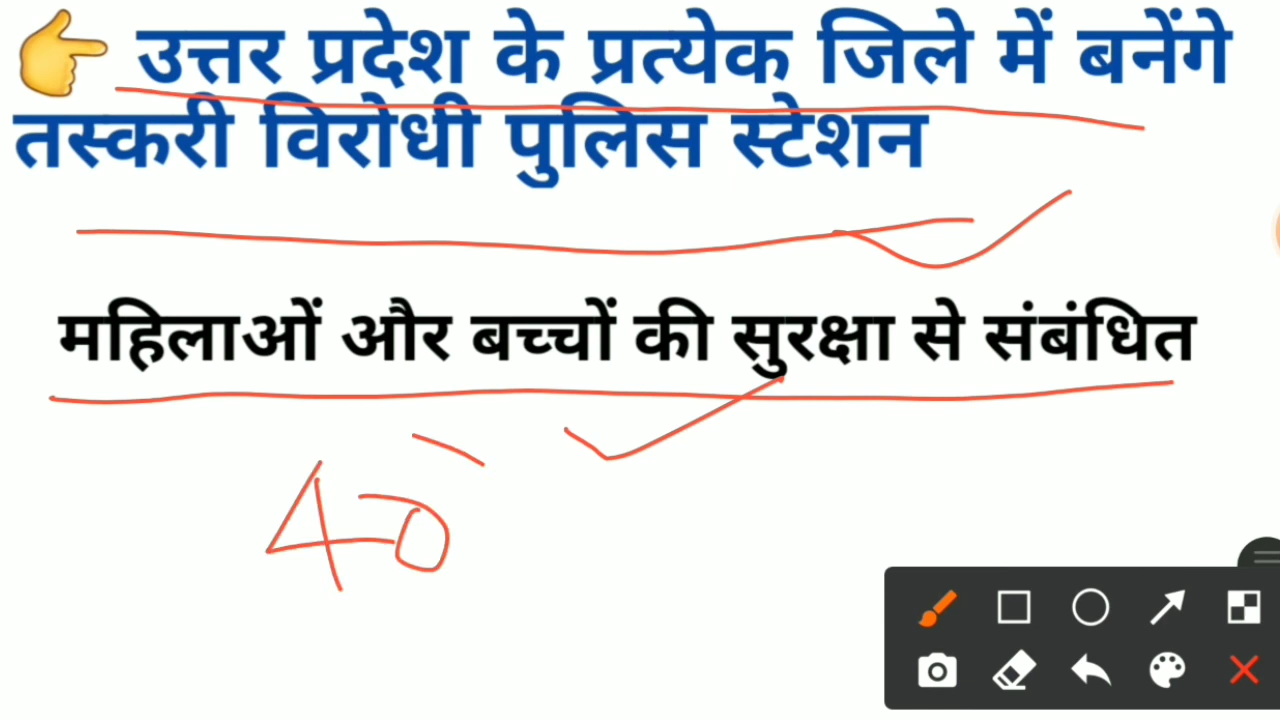 उत्तर प्रदेश के प्रत्येक जिले में बनेंगे
तस्करी विरोधी पुलिस स्टेशन
महिलाओं और बच्चों की सुरक्षा से संबंधित
40